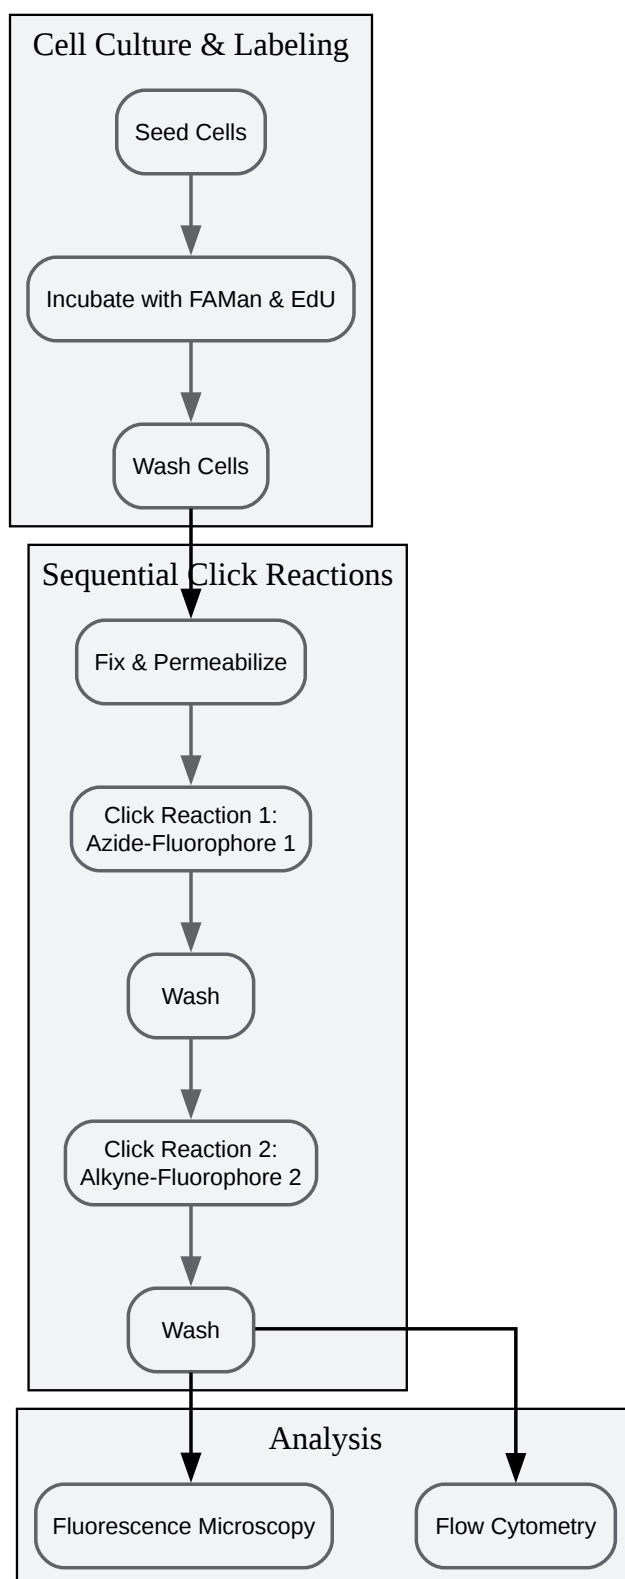 Cell Culture & Labeling
Seed Cells
Incubate with FAMan & EdU
Wash Cells
Sequential Click Reactions
Fix & Permeabilize
Click Reaction 1:
Azide-Fluorophore 1
Wash
Click Reaction 2:
Alkyne-Fluorophore 2
Wash
Analysis
Fluorescence Microscopy
Flow Cytometry